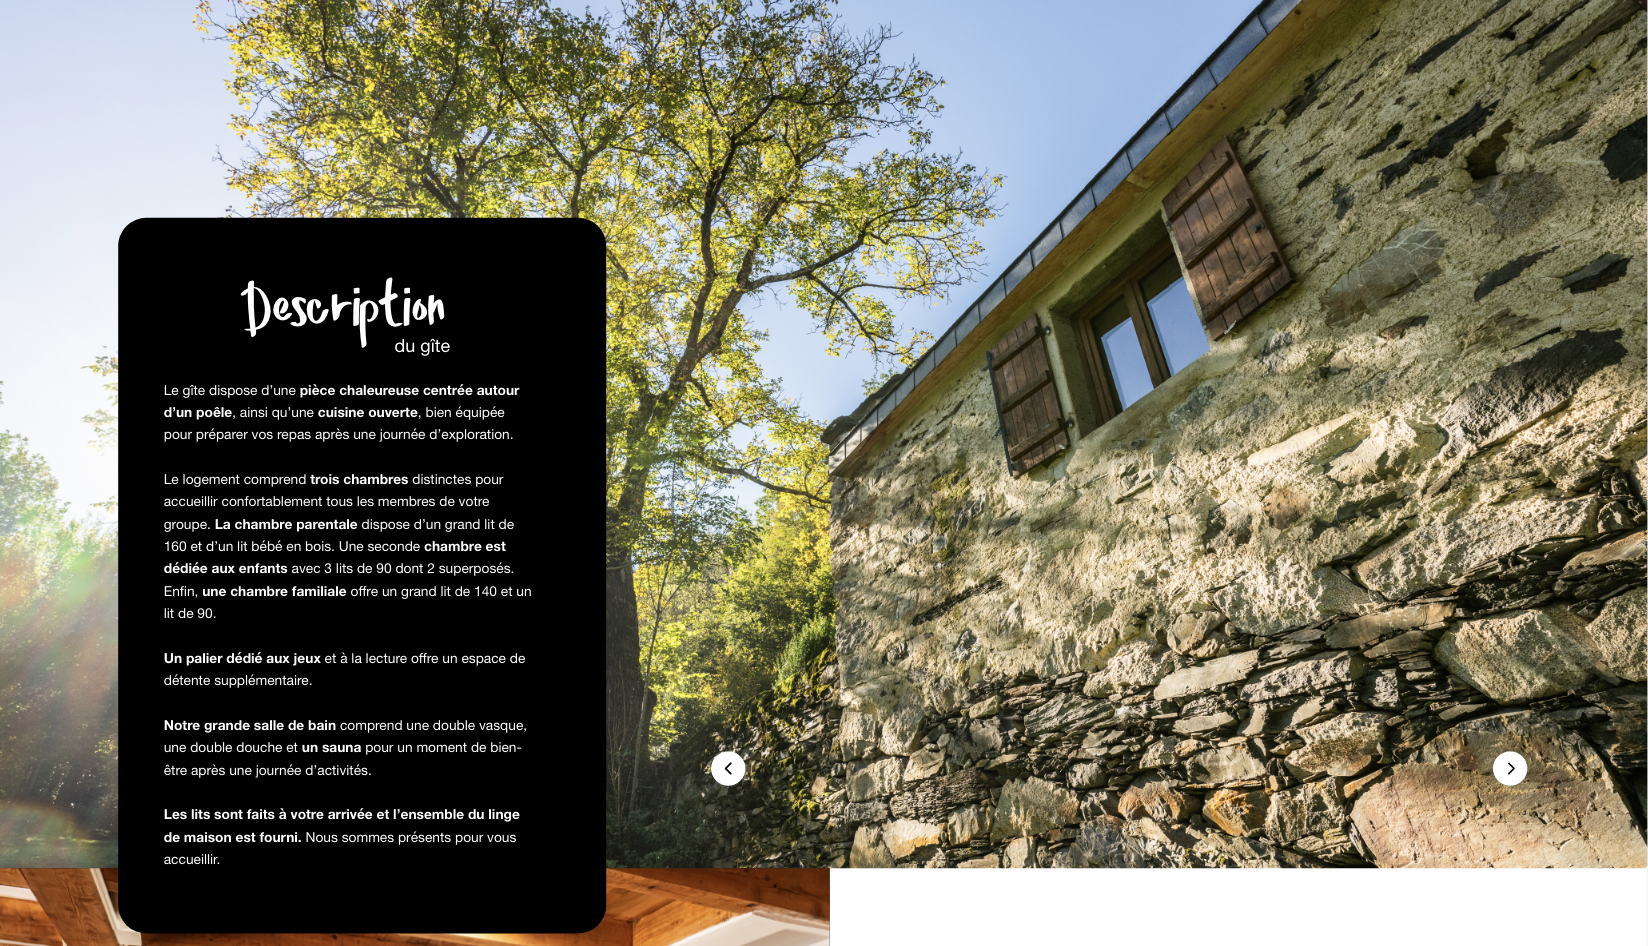 Description
du gîte
Le gîte dispose d’une pièce chaleureuse centrée autour
d’un poêle, ainsi qu’une cuisine ouverte, bien équipée
pour préparer vos repas après une journée d’exploration.
Le logement comprend trois chambres distinctes pour
accueillir confortablement tous les membres de votre
groupe. La chambre parentale dispose d’un grand lit de
160 et d’un lit bébé en bois. Une seconde chambre est
dédiée aux enfants avec 3 lits de 90 dont 2 superposés.
Enfin, une chambre familiale offre un grand lit de 140 et un
lit de 90.
Un palier dédié aux jeux et à la lecture offre un espace de
détente supplémentaire.
Notre grande salle de bain comprend une double vasque,
une double douche et un sauna pour un moment de bien-
être après une journée d’activités.
Les lits sont faits à votre arrivée et l’ensemble du linge
de maison est fourni. Nous sommes présents pour vous
accueillir.